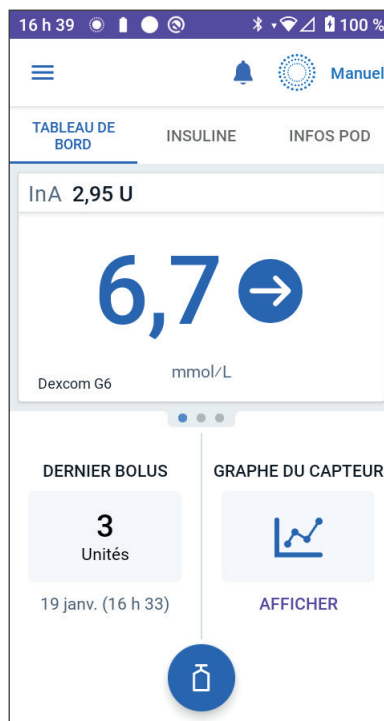 16 h 39 100 %
Manuel
TABLEAU DE
BORD
INSULINE
INFOS POD
InA 2,95 U
6,7
mmol/L
Dexcom G6
DERNIER BOLUS
3
Unités
19 janv. (16 h 33)
GRAPHE DU CAPTEUR
AFFICHER